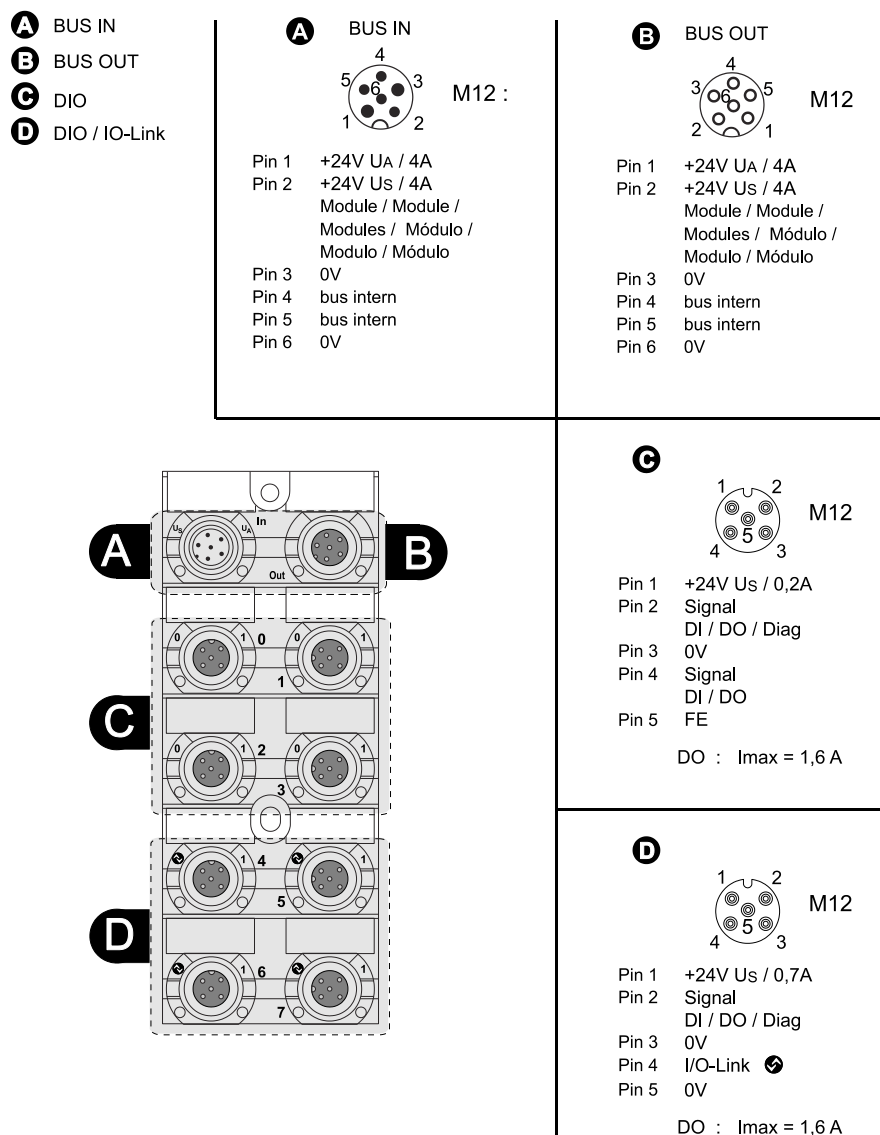 A BUS IN
B BUS OUT
C DIO
D DIO / IO-Link
A BUS IN
4
5 6 3
1 2
M12 :
Pin 1 +24V UA / 4A
Pin 2 +24V US / 4A
Module / Module /
Modules / Módulo /
Modulo / Módulo
Pin 3 0V
Pin 4 bus intern
Pin 5 bus intern
Pin 6 0V
B BUS OUT
4
3 6 5
2 1
M12
Pin 1 +24V UA / 4A
Pin 2 +24V US / 4A
Module / Module /
Modules / Módulo /
Modulo / Módulo
Pin 3 0V
Pin 4 bus intern
Pin 5 bus intern
Pin 6 0V
A US UA In B
Out
0 1 0 0 1
1
C
0 1 2 0 1
3
1 4 1
5
D
1 6 1
7
C
1 2
5
4 3
M12
Pin 1 +24V US / 0,2A
Pin 2 Signal
DI / DO / Diag
Pin 3 0V
Pin 4 Signal
DI / DO
Pin 5 FE
DO : Imax = 1,6 A
D
1 2
5
4 3
M12
Pin 1 +24V US / 0,7A
Pin 2 Signal
DI / DO / Diag
Pin 3 0V
Pin 4 I/O-Link
Pin 5 0V
DO : Imax = 1,6 A